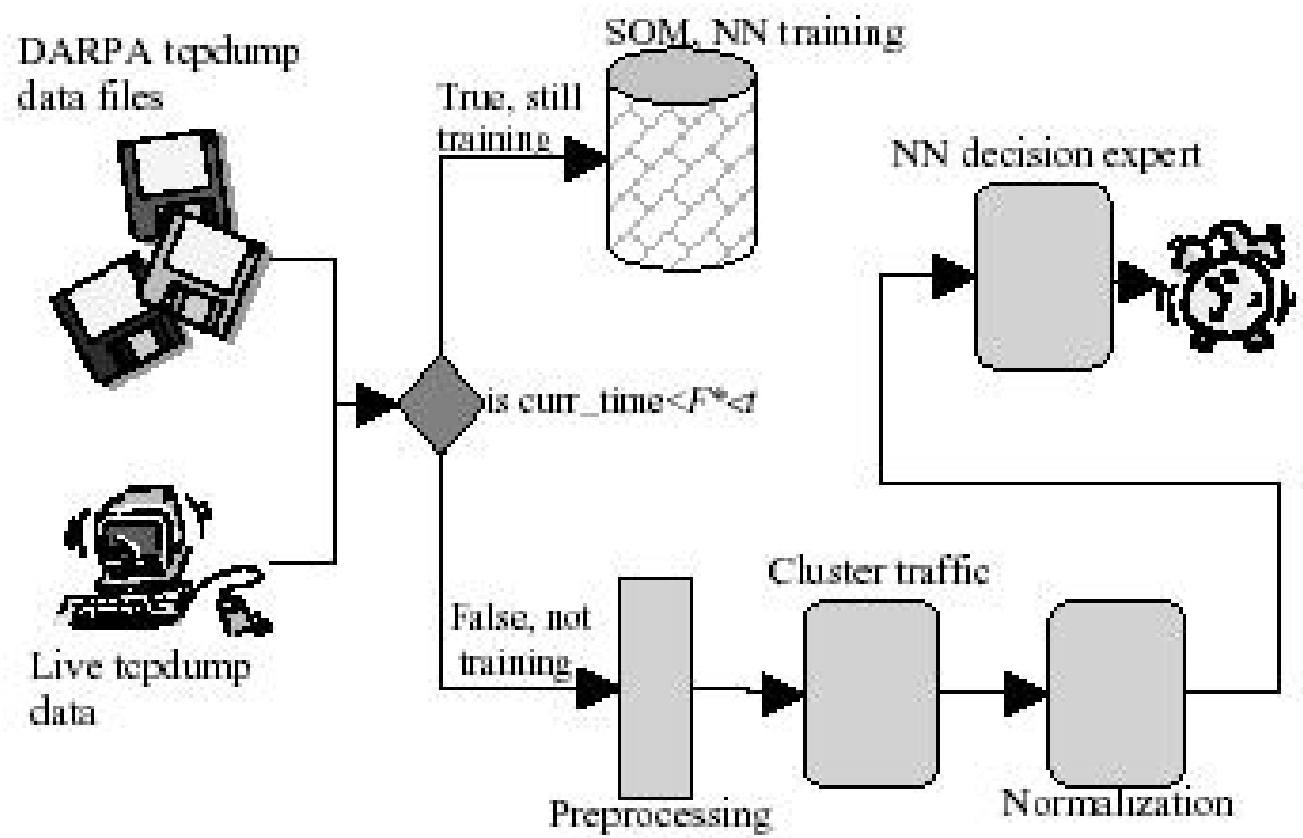 SOM, NN training
DARPA tcpdump
data files
True, still
training
NN decision expert
is curr_time<F*<t
Cluster traffic
False, not
training
Live tcpdump
data
Preprocessing
Normalization